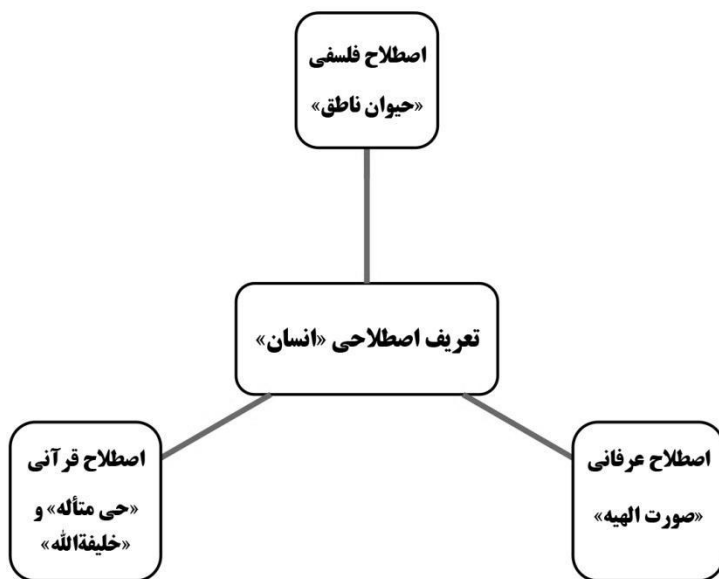 اصطلاح فلسفی
«حیوان ناطق»
تعریف اصطلاحی «انسان»
اصطلاح عرفانی
«صورت الهیه»
اصطلاح قرآنی
«حی متأله» و
«خلیفةالله»